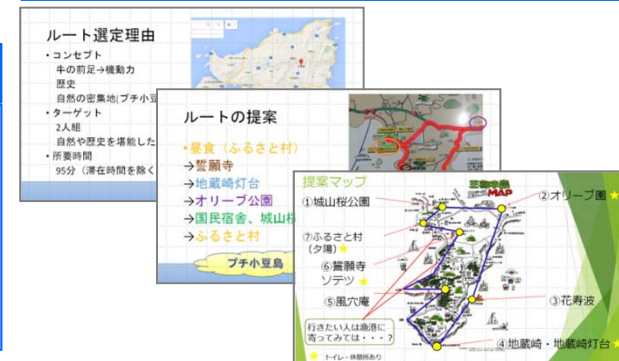 ルート選定理由
・コンセプト
牛の前足→機動力
歴史
自然の密集地(プチ小豆
・ターゲット
2人組
自然や歴史を堪能した
・所要時間
95分（滞在時間を除く
ルートの提案
・昼食（ふるさと村）
→誓願寺
→地蔵崎灯台
→オリーブ公園
→国民宿舎、城山桜
→ふるさと村
プチ小豆島
提案マップ
MAP
①城山桜公園
②オリーブ園
⑦ふるさと村
(夕陽)
⑥誓願寺
ソテツ
⑤風穴庵
③花寿波
行きたい人は漁港に
寄ってみては・・・？
④地蔵崎・地蔵崎灯台
トイレ・休憩所あり